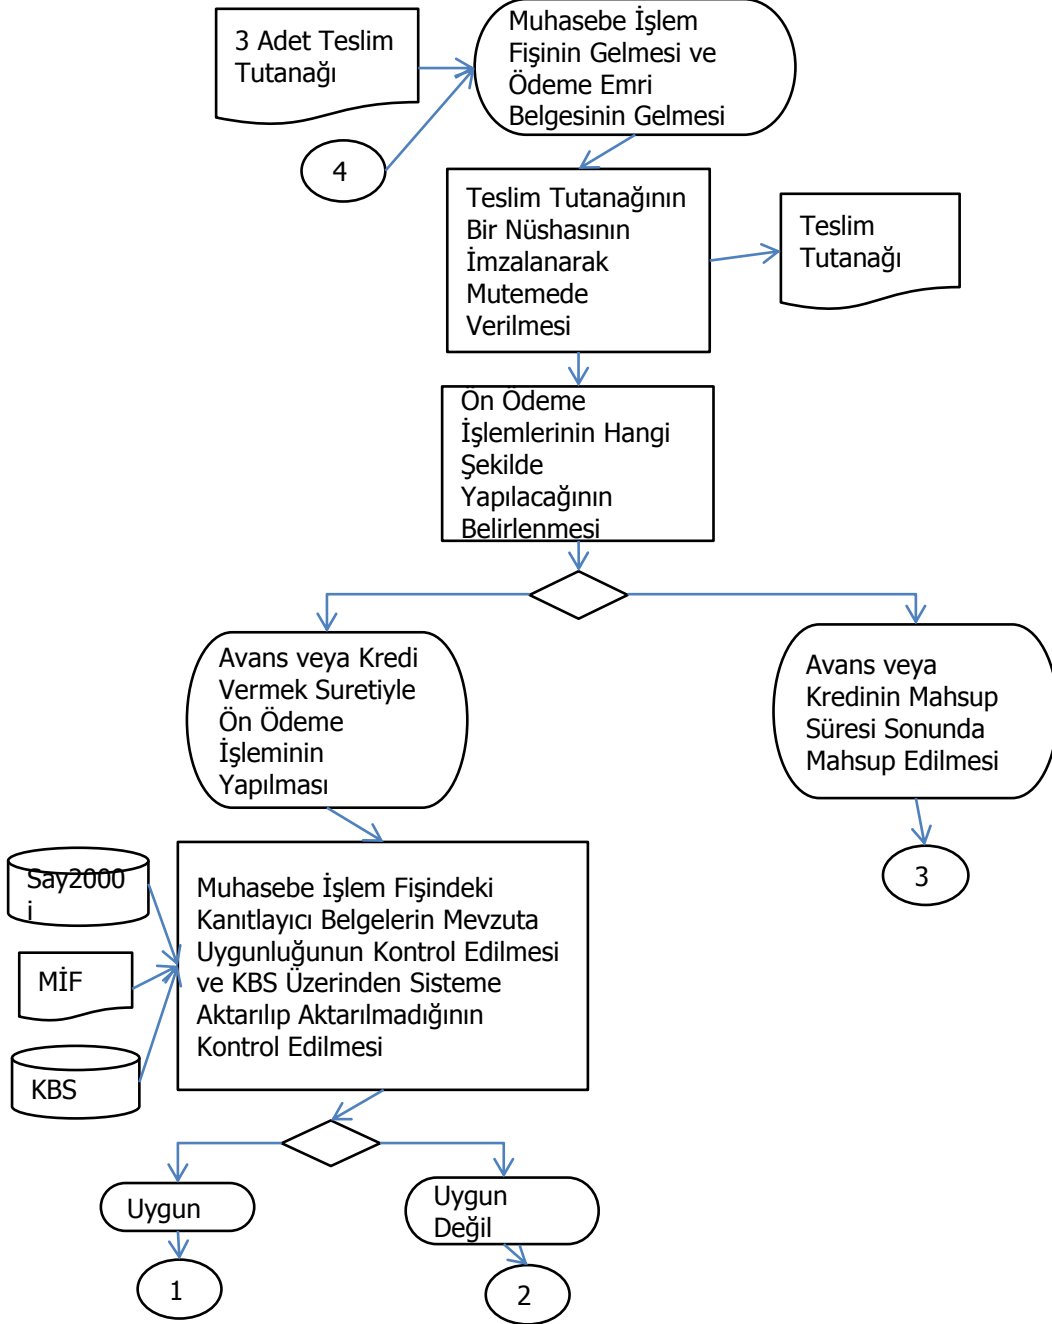 3 Adet Teslim
Tutanağı
Muhasebe İşlem
Fişinin Gelmesi ve
Ödeme Emri
Belgesinin Gelmesi
4
Teslim Tutanağının
Bir Nüshasının
İmzalanarak
Mutemede
Verilmesi
Teslim
Tutanağı
Ön Ödeme
İşlemlerinin Hangi
Şekilde
Yapılacağının
Belirlenmesi
Avans veya Kredi
Vermek Suretiyle
Ön Ödeme
İşleminin
Yapılması
Avans veya
Kredinin Mahsup
Süresi Sonunda
Mahsup Edilmesi
3
Say2000
i
MİF
KBS
Muhasebe İşlem Fişindeki
Kanıtlayıcı Belgelerin Mevzuta
Uygunluğunun Kontrol Edilmesi
ve KBS Üzerinden Sisteme
Aktarılıp Aktarılmadığının
Kontrol Edilmesi
Uygun
Uygun
Değil
1
2